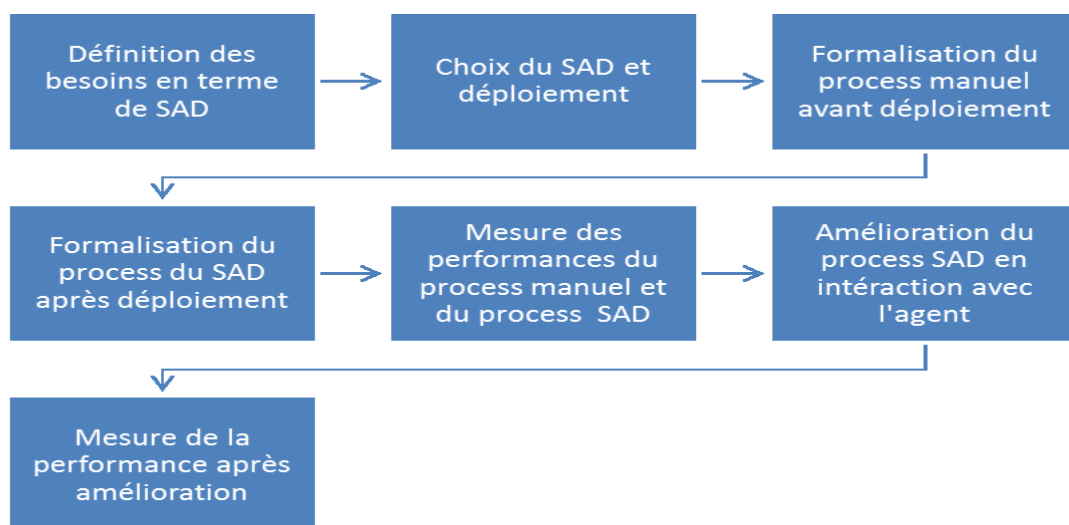 Définition des
besoins en terme
de SAD
Choix du SAD et
déploiement
Formalisation du
process manuel
avant déploiement
Formalisation du
process du SAD
après déploiement
Mesure des
performances du
process manuel et
du process  SAD
Amélioration du
process SAD en
intéraction avec
l'agent
Mesure de la
performance après
amélioration